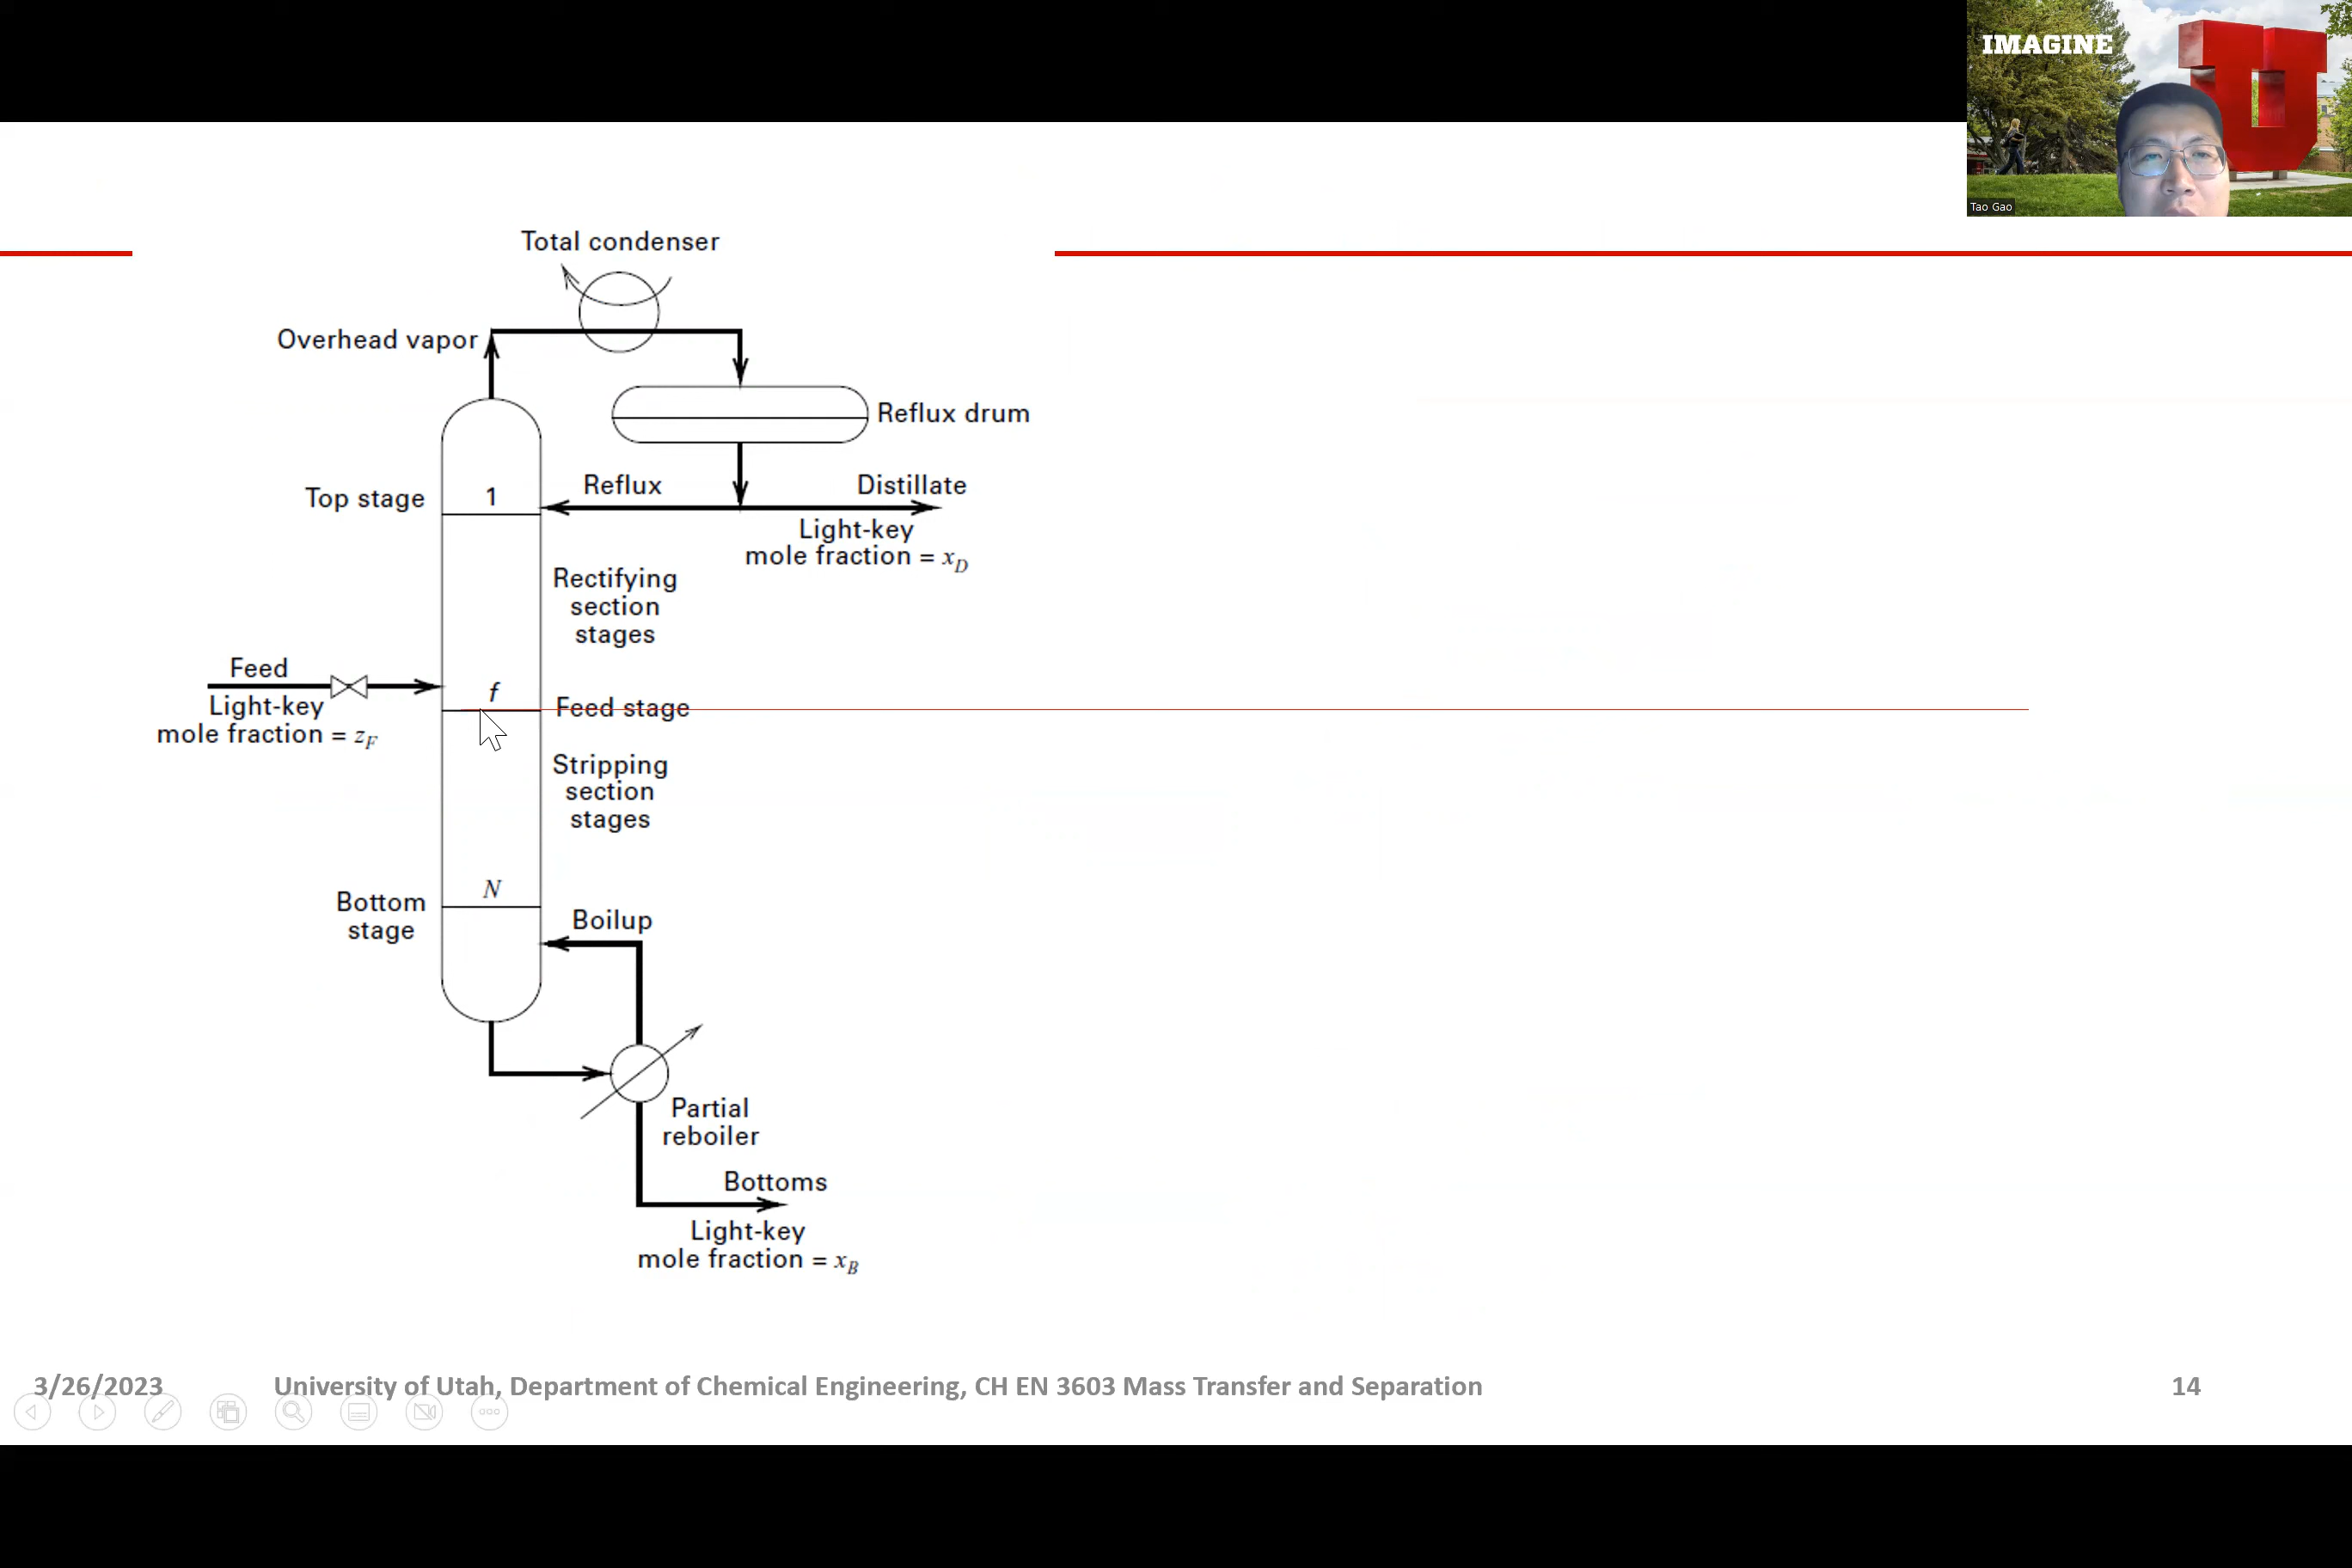 IMAGINE
Tao Gao
Total condenser
Overhead vapor
Reflux drum
Reflux
Distillate
Top stage
1
Light-key
mole fraction = x_D
Rectifying
section
stages
Feed
f
Light-key
mole fraction = z_F
Feed stage
Stripping
section
stages
N
Bottom
stage
Boilup
Partial
reboiler
Bottoms
Light-key
mole fraction = x_B
3/26/2023
University of Utah, Department of Chemical Engineering, CH EN 3603 Mass Transfer and Separation
14